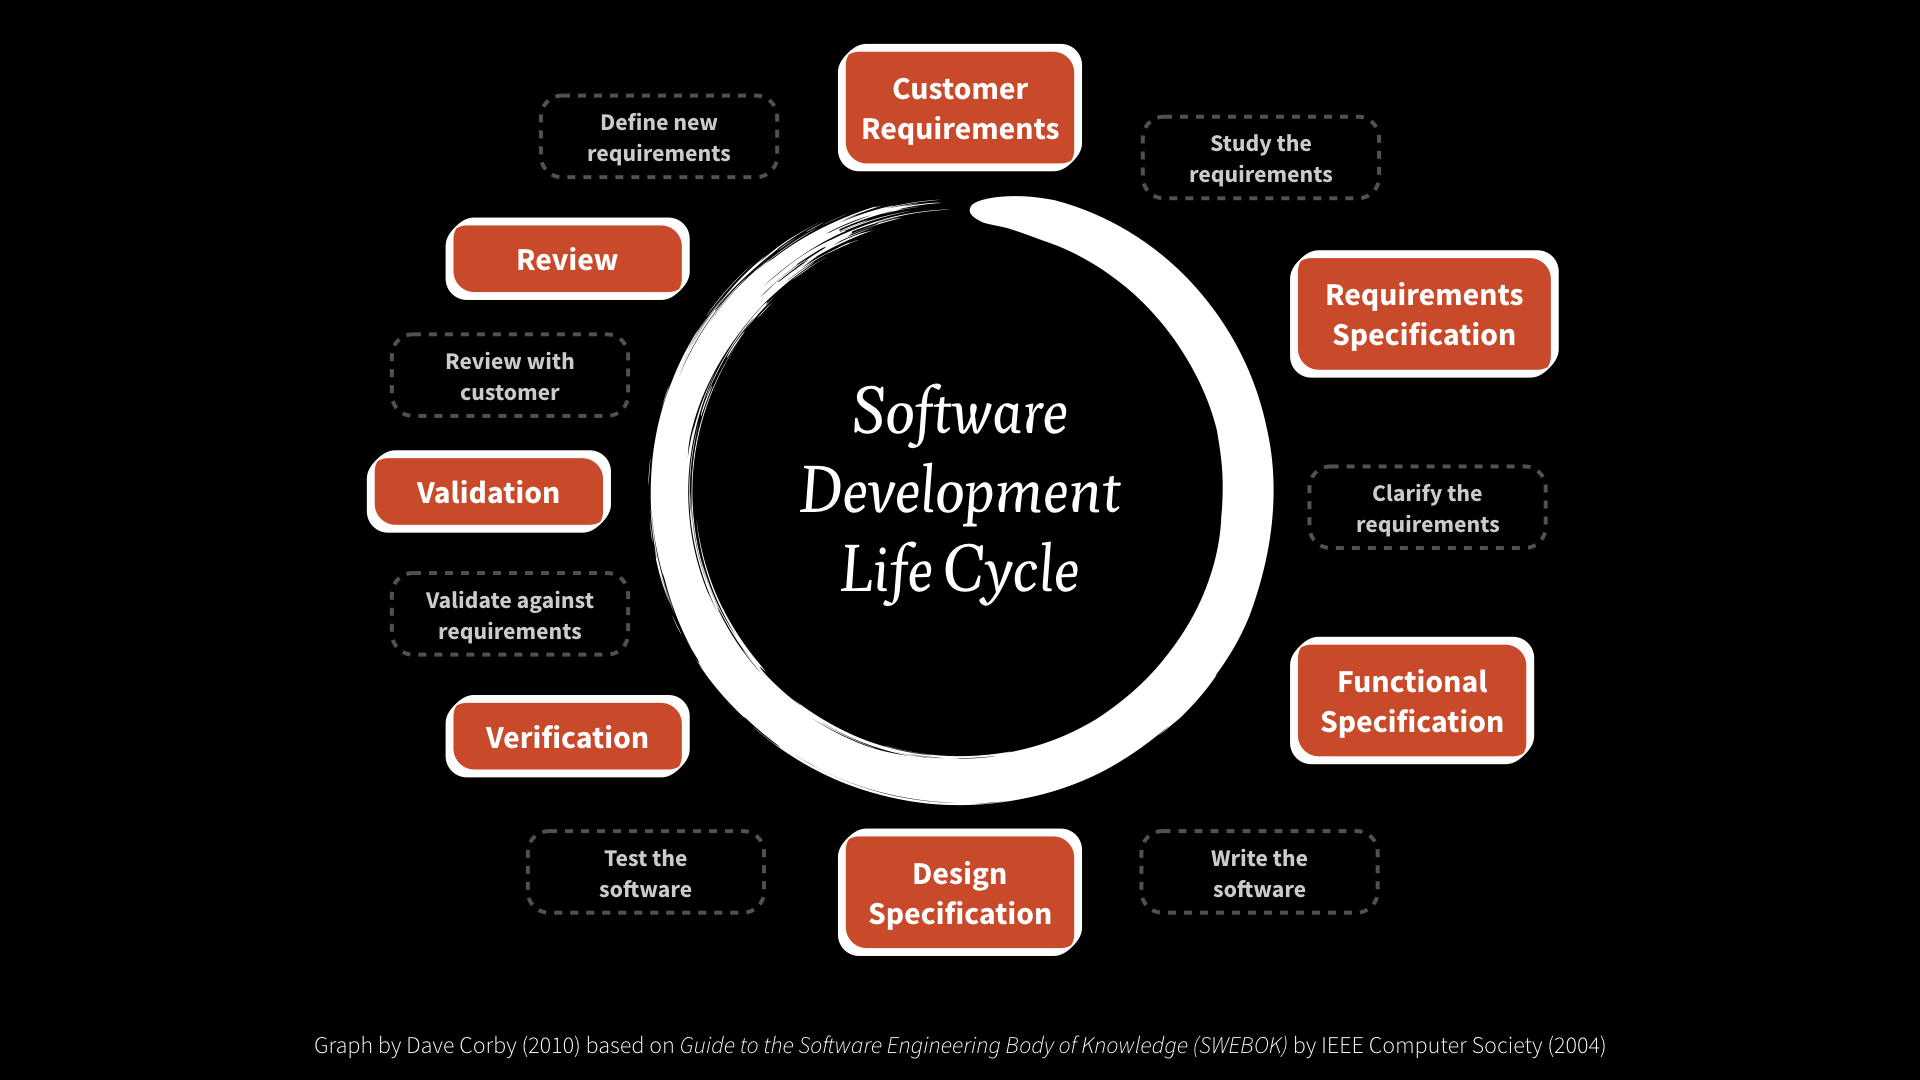 Customer
Requirements
Define new
requirements
Study the
requirements
Review
Requirements
Specification
Review with
customer
Software
Development
Life Cycle
Validation
Clarify the
requirements
Validate against
requirements
Functional
Specification
Verification
Test the
software
Design
Specification
Write the
software
Graph by Dave Corby (2010) based on Guide to the Software Engineering Body of Knowledge (SWEBOK) by IEEE Computer Society (2004)